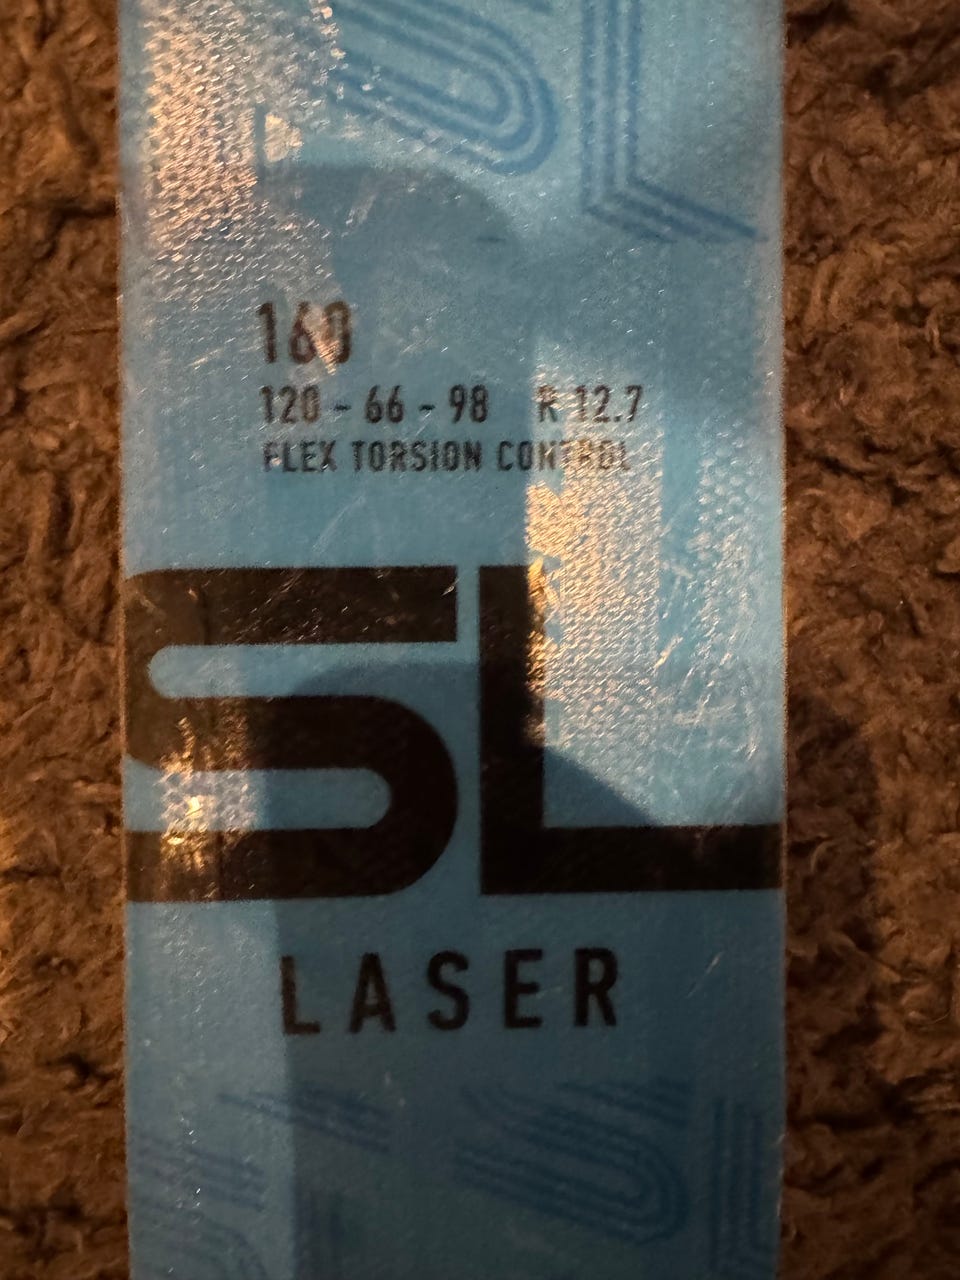 160
120 - 66 - 98 R 12.7
FLEX TORSION CONTROL
SL
LASER